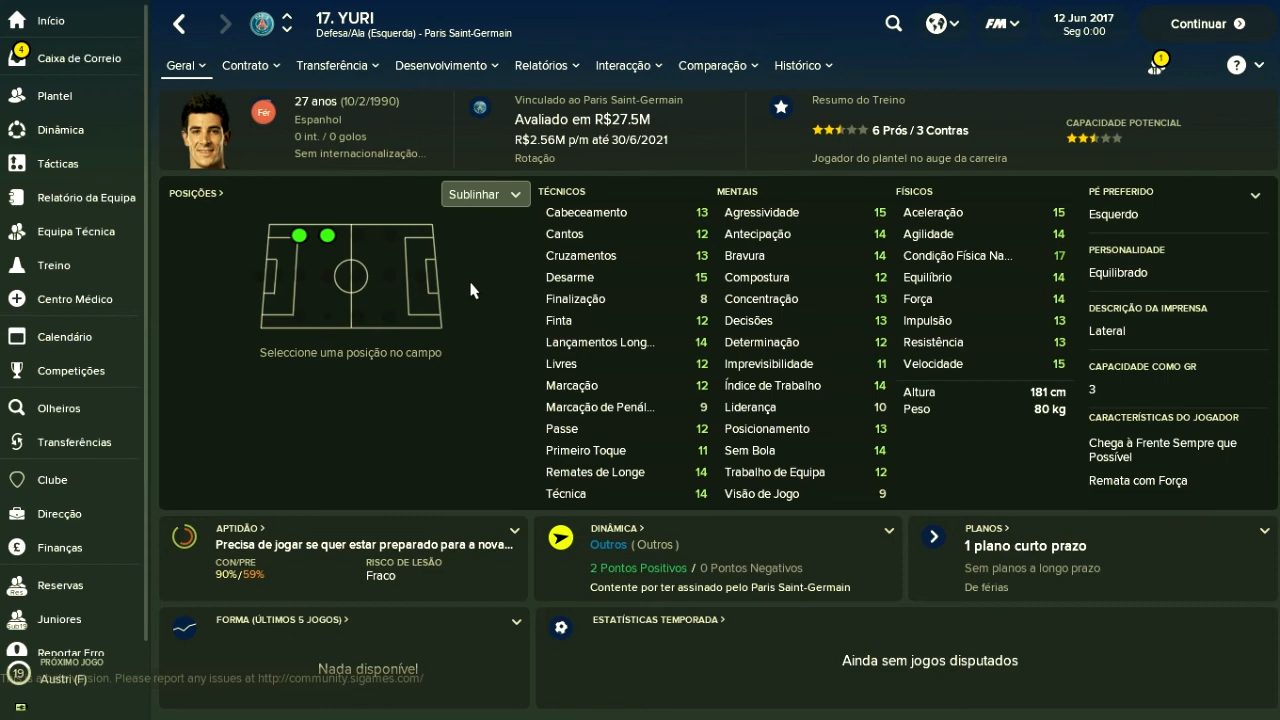 Início
4
Caixa de Correio
Plantel
Dinâmica
Tácticas
Relatório da Equipa
Equipa Técnica
Treino
Centro Médico
Calendário
Competições
Olheiros
Transferências
Clube
Direcção
Finanças
Reservas
Juniores
Reportar Erro
PRÓXIMO JOGO
19
Austri (F)
17. YURI
Defesa/Ala (Esquerda) - Paris Saint-Germain
FM
12 Jun 2017
Seg 0:00
Continuar
Geral
Contrato
Transferência
Desenvolvimento
Relatórios
Interacção
Comparação
Histórico
1
?
Fér
27 anos (10/2/1990)
Espanhol
0 int. / 0 golos
Sem internacionalização...
Vinculado ao Paris Saint-Germain
Avaliado em R$27.5M
R$2.56M p/m até 30/6/2021
Rotação
Resumo do Treino
6 Prós / 3 Contras
Jogador do plantel no auge da carreira
CAPACIDADE POTENCIAL
POSIÇÕES >
Sublinhar
Seleccione uma posição no campo
TÉCNICOS
Cabeceamento 13
Cantos 12
Cruzamentos 13
Desarme 15
Finalização 8
Finta 12
Lançamentos Long... 14
Livres 12
Marcação 12
Marcação de Penál... 9
Passe 12
Primeiro Toque 11
Remates de Longe 14
Técnica 14
MENTAIS
Agressividade 15
Antecipação 14
Bravura 14
Compostura 12
Concentração 13
Decisões 13
Determinação 12
Imprevisibilidade 11
Índice de Trabalho 14
Liderança 10
Posicionamento 13
Sem Bola 14
Trabalho de Equipa 12
Visão de Jogo 9
FÍSICOS
Aceleração 15
Agilidade 14
Condição Física Na... 17
Equilíbrio 14
Força 14
Impulsão 13
Resistência 13
Velocidade 15
Altura 181 cm
Peso 80 kg
PÉ PREFERIDO
Esquerdo
PERSONALIDADE
Equilibrado
DESCRIÇÃO DA IMPRENSA
Lateral
CAPACIDADE COMO GR
3
CARACTERÍSTICAS DO JOGADOR
Chega à Frente Sempre que
Possível
Remata com Força
APTIDÃO >
Precisa de jogar se quer estar preparado para a nova...
CON/PRE
90%/59%
RISCO DE LESÃO
Fraco
DINÂMICA >
Outros ( Outros )
2 Pontos Positivos / 0 Pontos Negativos
Contente por ter assinado pelo Paris Saint-Germain
PLANOS >
1 plano curto prazo
Sem planos a longo prazo
De férias
FORMA (ÚLTIMOS 5 JOGOS) >
Nada disponível
ESTATÍSTICAS TEMPORADA >
Ainda sem jogos disputados
version. Please report any issues at http://community.sigames.com/